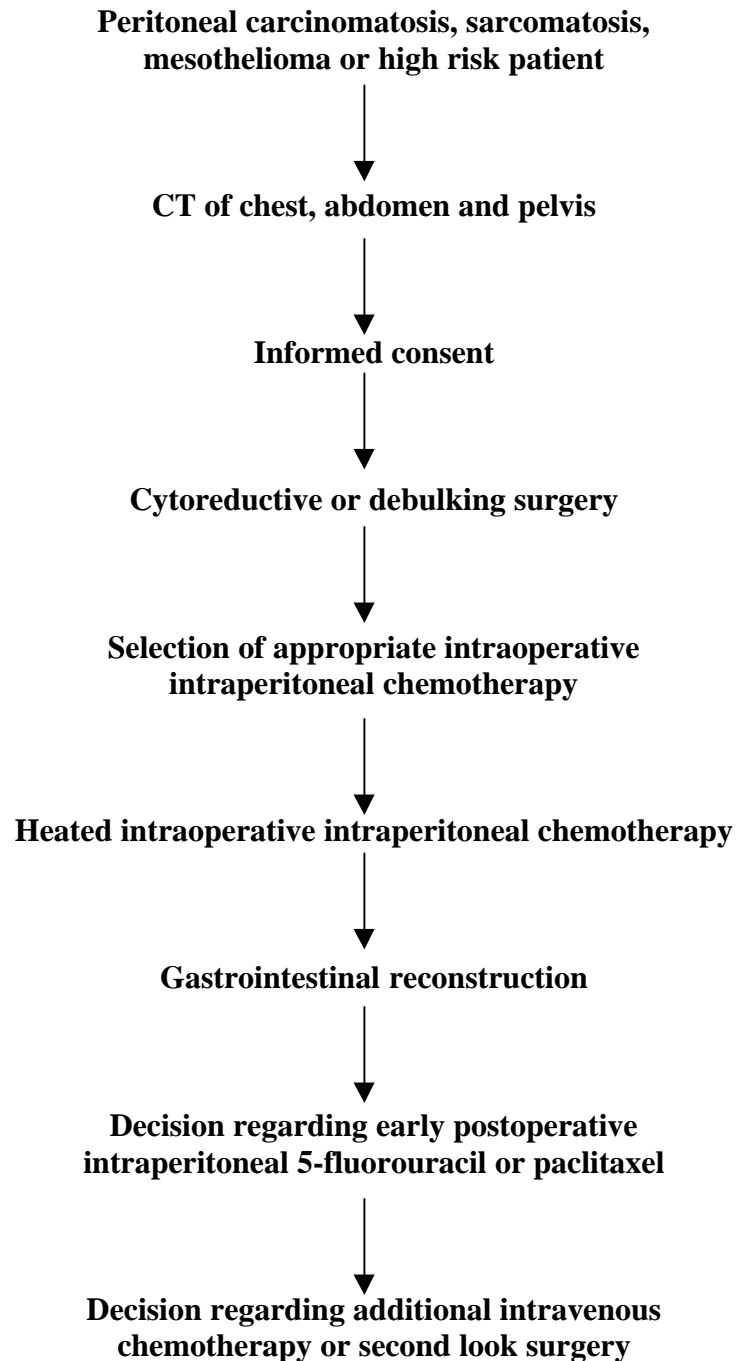 Peritoneal carcinomatosis, sarcomatosis,
mesothelioma or high risk patient
CT of chest, abdomen and pelvis
Informed consent
Cytoreductive or debulking surgery
Selection of appropriate intraoperative
intraperitoneal chemotherapy
Heated intraoperative intraperitoneal chemotherapy
Gastrointestinal reconstruction
Decision regarding early postoperative
intraperitoneal 5-fluorouracil or paclitaxel
Decision regarding additional intravenous
chemotherapy or second look surgery